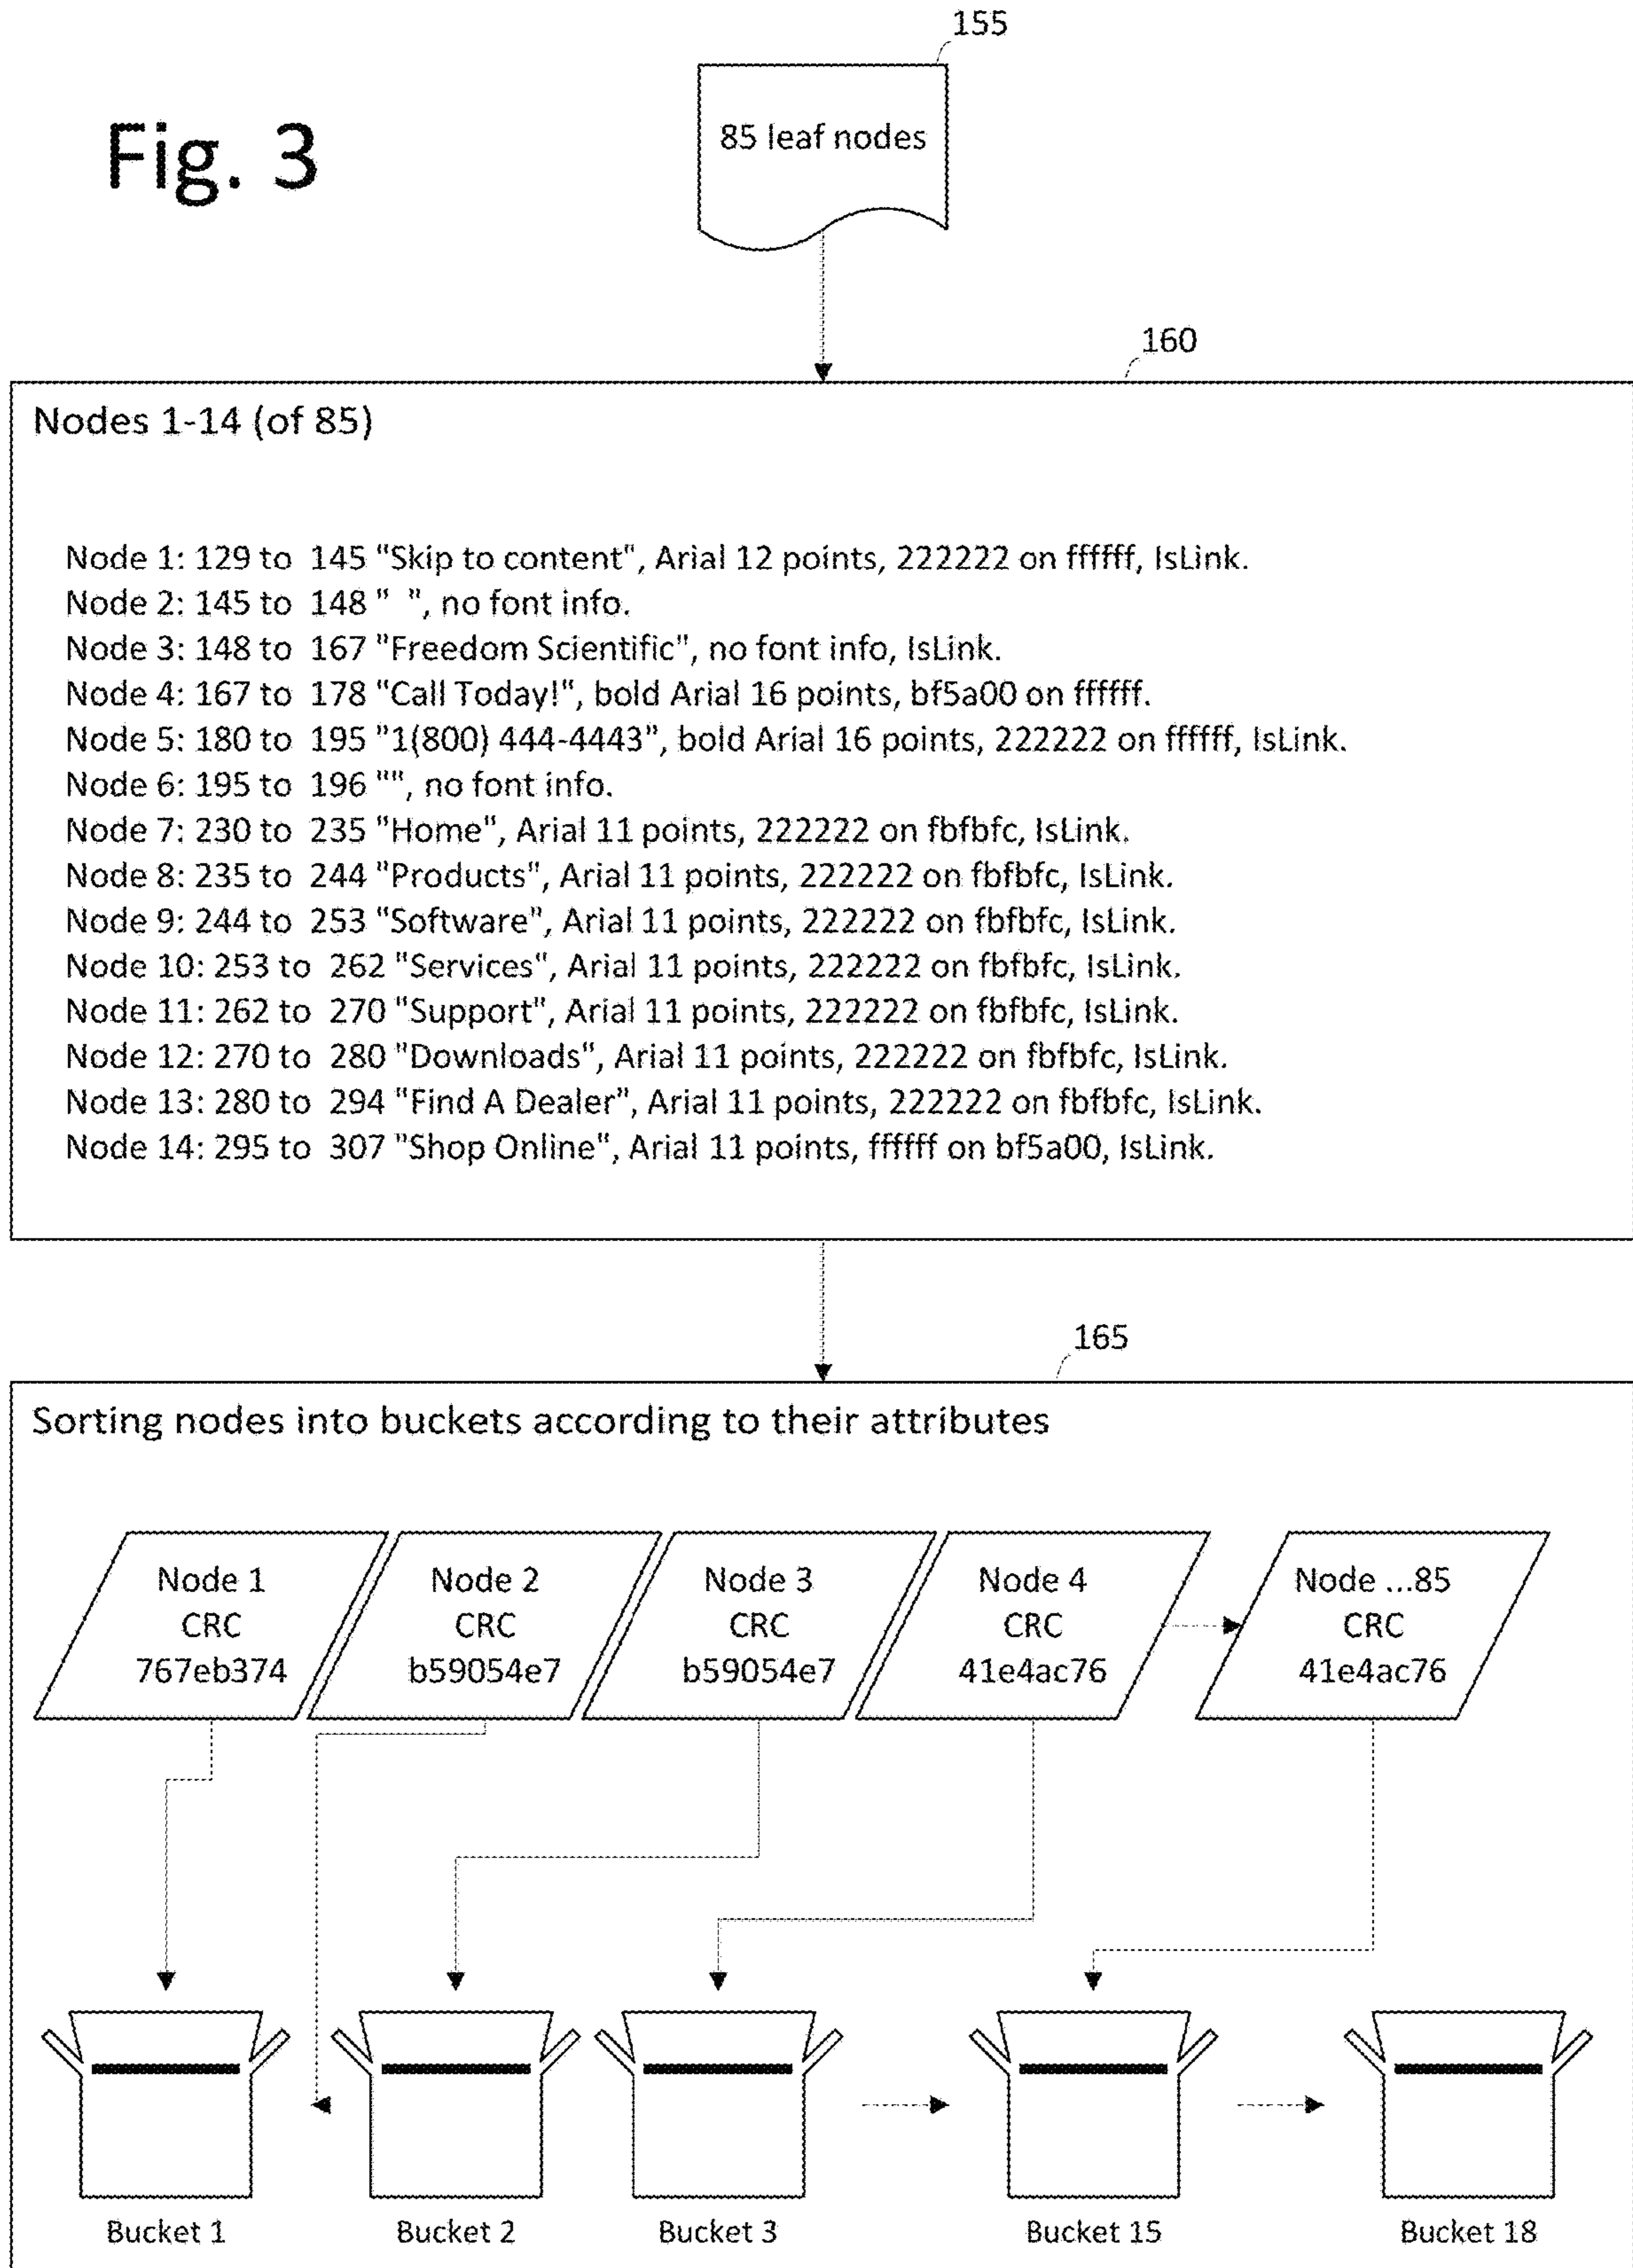 155
Fig. 3
85 leaf nodes
160
Nodes 1-14 (of 85)
Node 1: 129 to 145 "Skip to content", Arial 12 points, 222222 on ffffff, IsLink.
Node 2: 145 to 148 " ", no font info.
Node 3: 148 to 167 "Freedom Scientific", no font info, IsLink.
Node 4: 167 to 178 "Call Today!", bold Arial 16 points, bf5a00 on ffffff.
Node 5: 180 to 195 "1(800) 444-4443", bold Arial 16 points, 222222 on ffffff, IsLink.
Node 6: 195 to 196 "", no font info.
Node 7: 230 to 235 "Home", Arial 11 points, 222222 on fbfbfc, IsLink.
Node 8: 235 to 244 "Products", Arial 11 points, 222222 on fbfbfc, IsLink.
Node 9: 244 to 253 "Software", Arial 11 points, 222222 on fbfbfc, IsLink.
Node 10: 253 to 262 "Services", Arial 11 points, 222222 on fbfbfc, IsLink.
Node 11: 262 to 270 "Support", Arial 11 points, 222222 on fbfbfc, IsLink.
Node 12: 270 to 280 "Downloads", Arial 11 points, 222222 on fbfbfc, IsLink.
Node 13: 280 to 294 "Find A Dealer", Arial 11 points, 222222 on fbfbfc, IsLink.
Node 14: 295 to 307 "Shop Online", Arial 11 points, ffffff on bf5a00, IsLink.
165
Sorting nodes into buckets according to their attributes
Node 1
CRC
767eb374
Node 2
CRC
b59054e7
Node 3
CRC
b59054e7
Node 4
CRC
41e4ac76
Node ...85
CRC
41e4ac76
Bucket 1
Bucket 2
Bucket 3
Bucket 15
Bucket 18